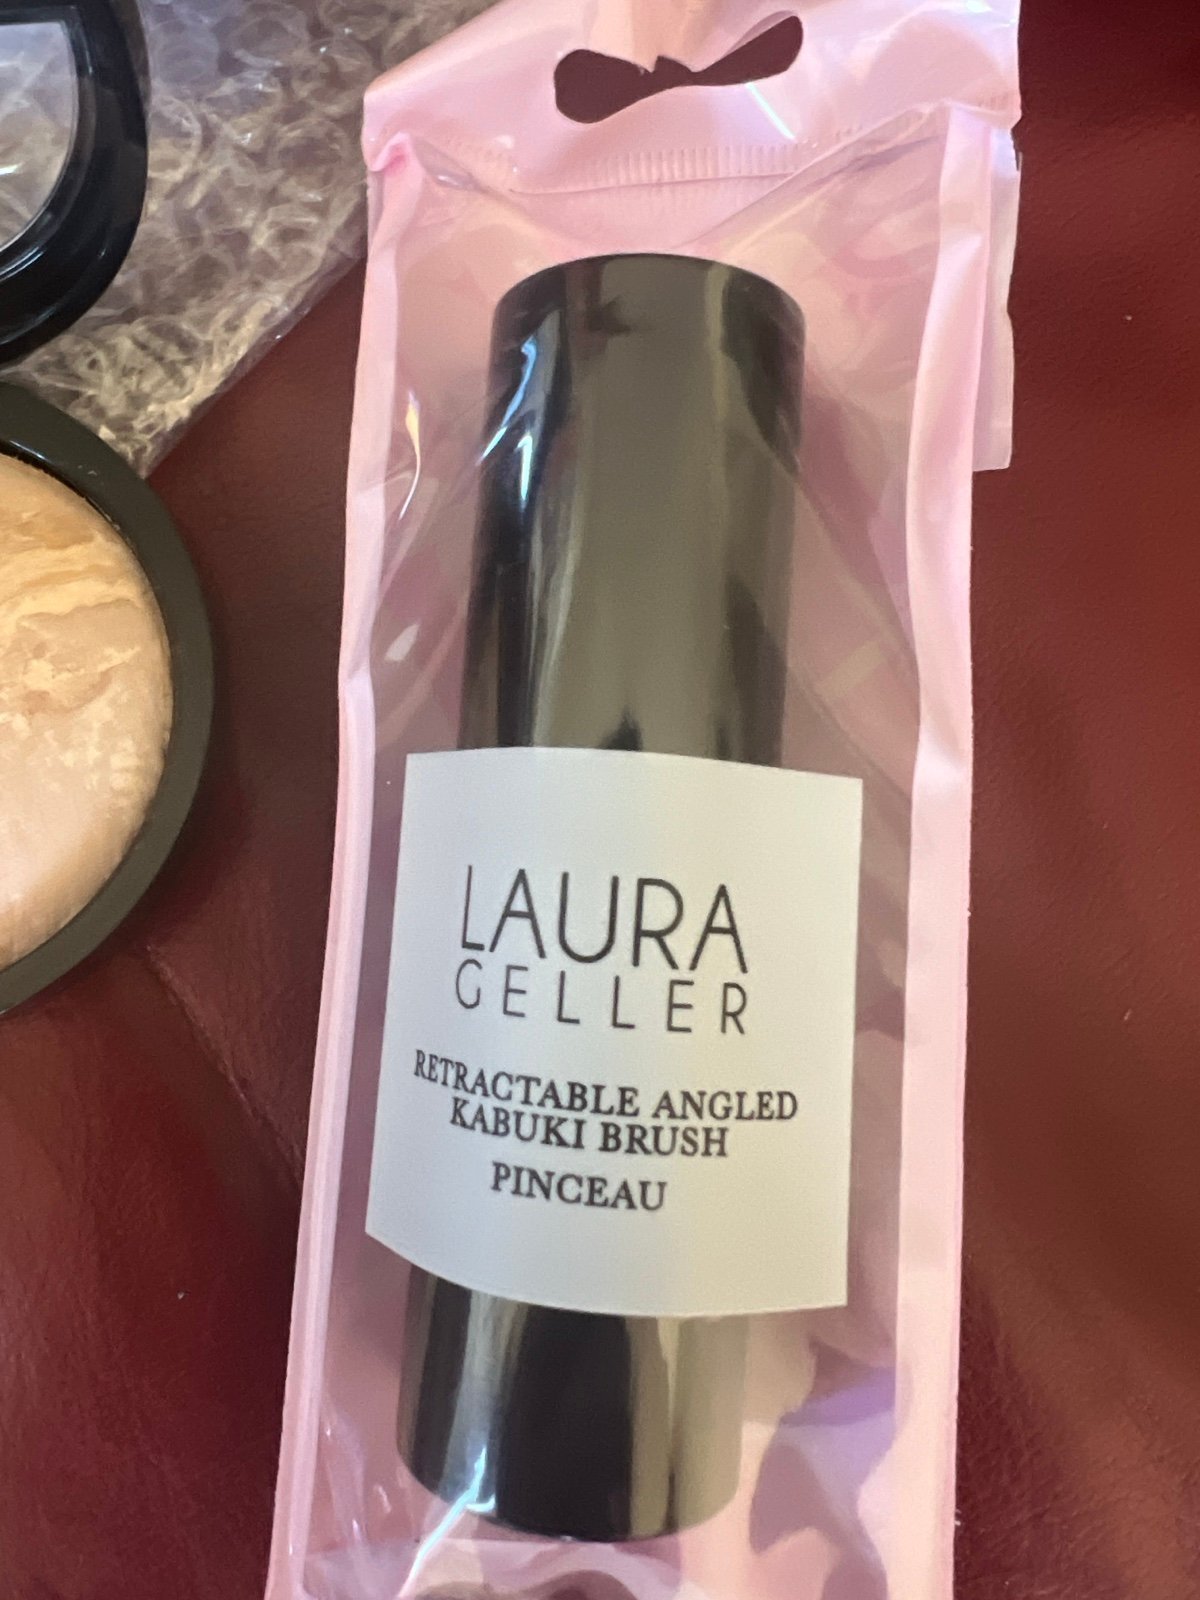 LAURA
GELLER
RETRACTABLE ANGLED
KABUKI BRUSH
PINCEAU